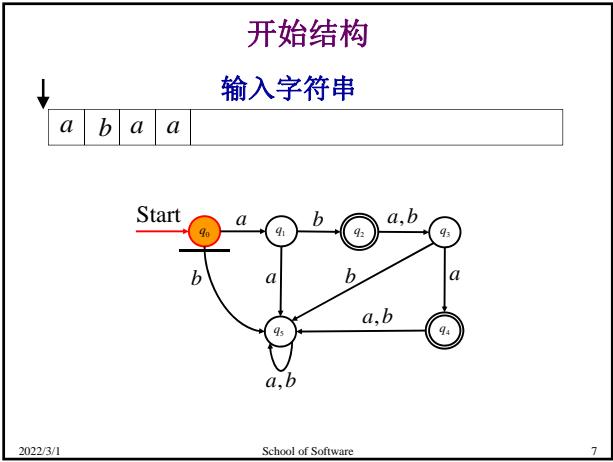 开始结构
输入字符串
a b a a
Start q₀ a q₁ b q₂ a,b q₃
b a b a
q₅ a,b q₄
a,b
2022/3/1 School of Software 7